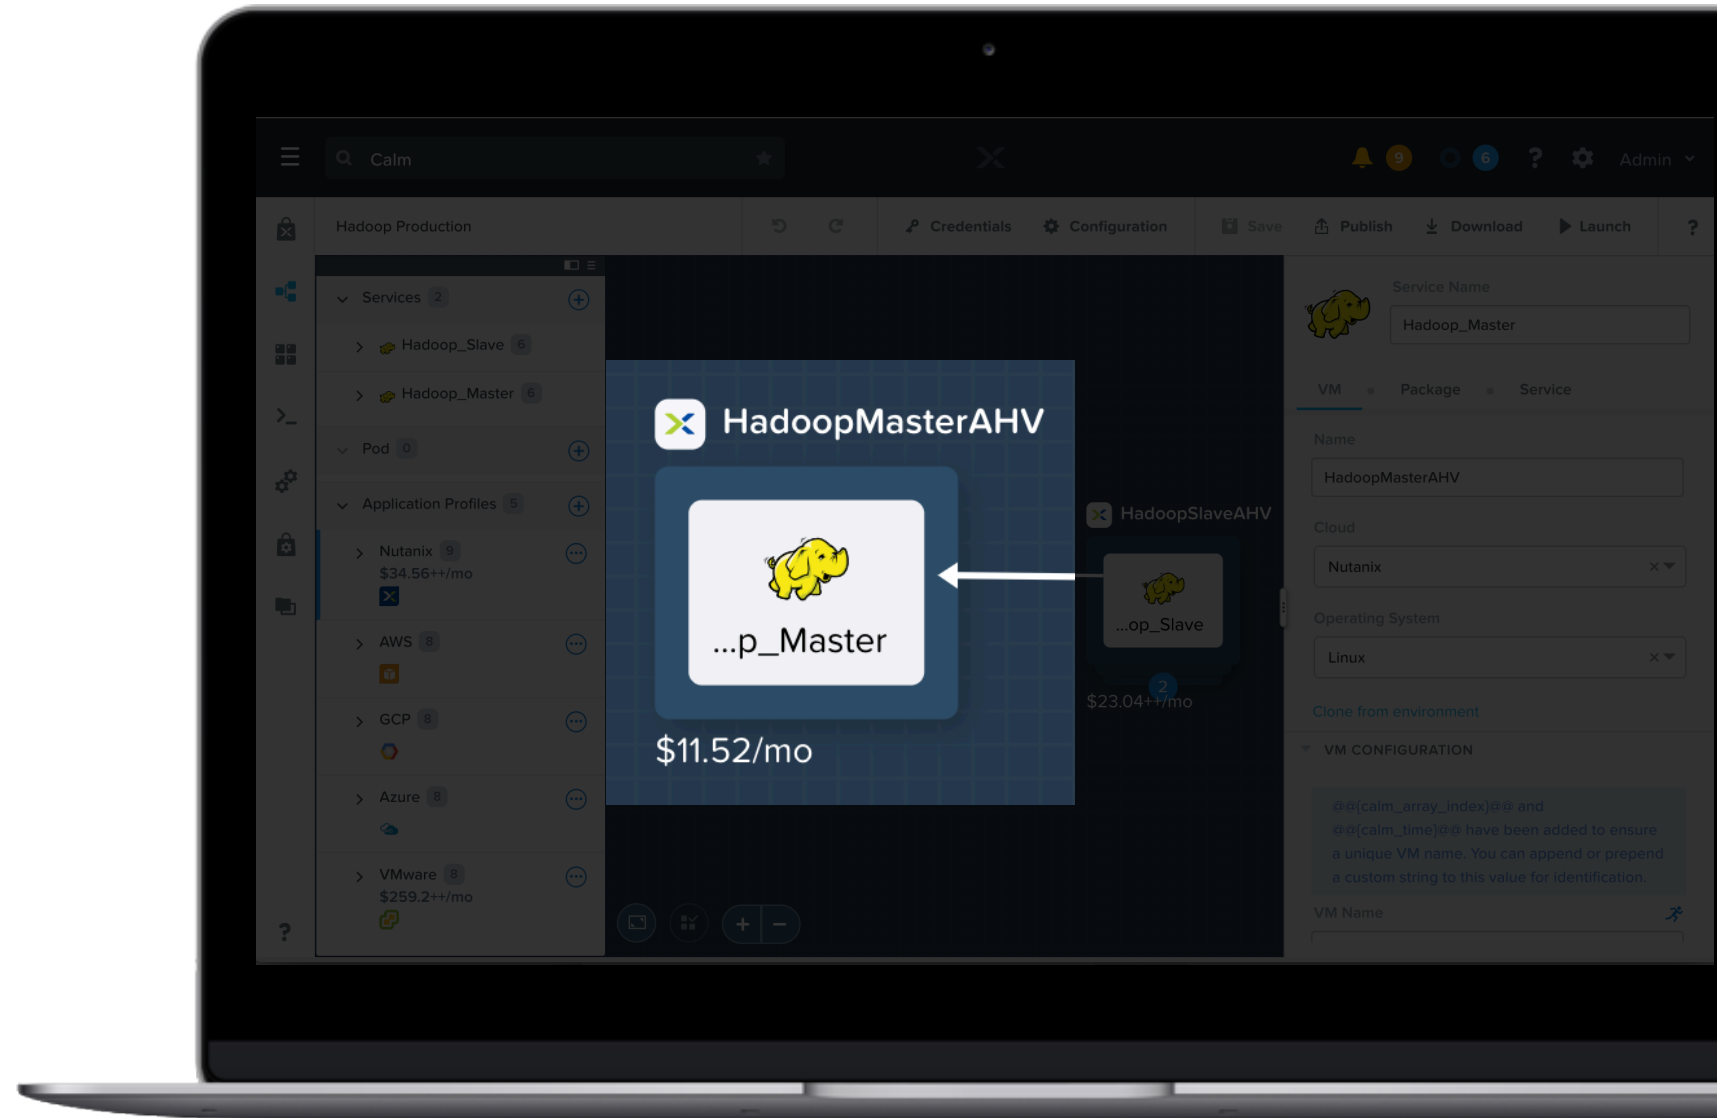 Calm
9
6
?
Admin
Hadoop Production
Credentials
Configuration
Save
Publish
Download
Launch
?
Services 2
Hadoop_Slave 6
Hadoop_Master 6
Pod 0
Application Profiles 5
Nutanix 9
$34.56++/mo
AWS 8
GCP 8
Azure 8
VMware 8
$259.2++/mo
?
HadoopMasterAHV
...p_Master
$11.52/mo
HadoopSlaveAHV
...op_Slave
2
$23.04++/mo
Service Name
Hadoop_Master
VM
Package
Service
Name
HadoopMasterAHV
Cloud
Nutanix
Operating System
Linux
Clone from environment
VM CONFIGURATION
@@{calm_array_index}@@ and
@@{calm_time}@@ have been added to ensure
a unique VM name. You can append or prepend
a custom string to this value for identification.
VM Name